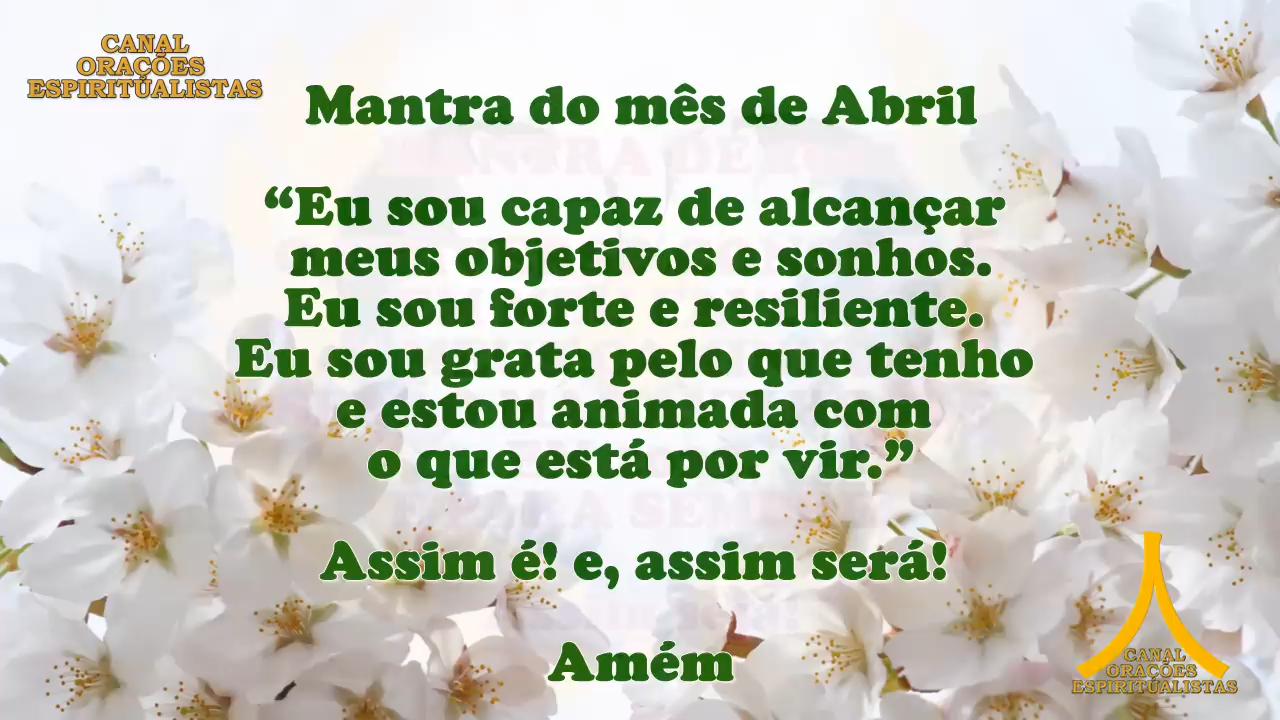 CANAL
ORAÇÕES
ESPIRITUALISTAS
Mantra do mês de Abril
“Eu sou capaz de alcançar
meus objetivos e sonhos.
Eu sou forte e resiliente.
Eu sou grata pelo que tenho
e estou animada com
o que está por vir.”
Assim é! e, assim será!
Amém
CANAL
ORAÇÕES
ESPIRITUALISTAS